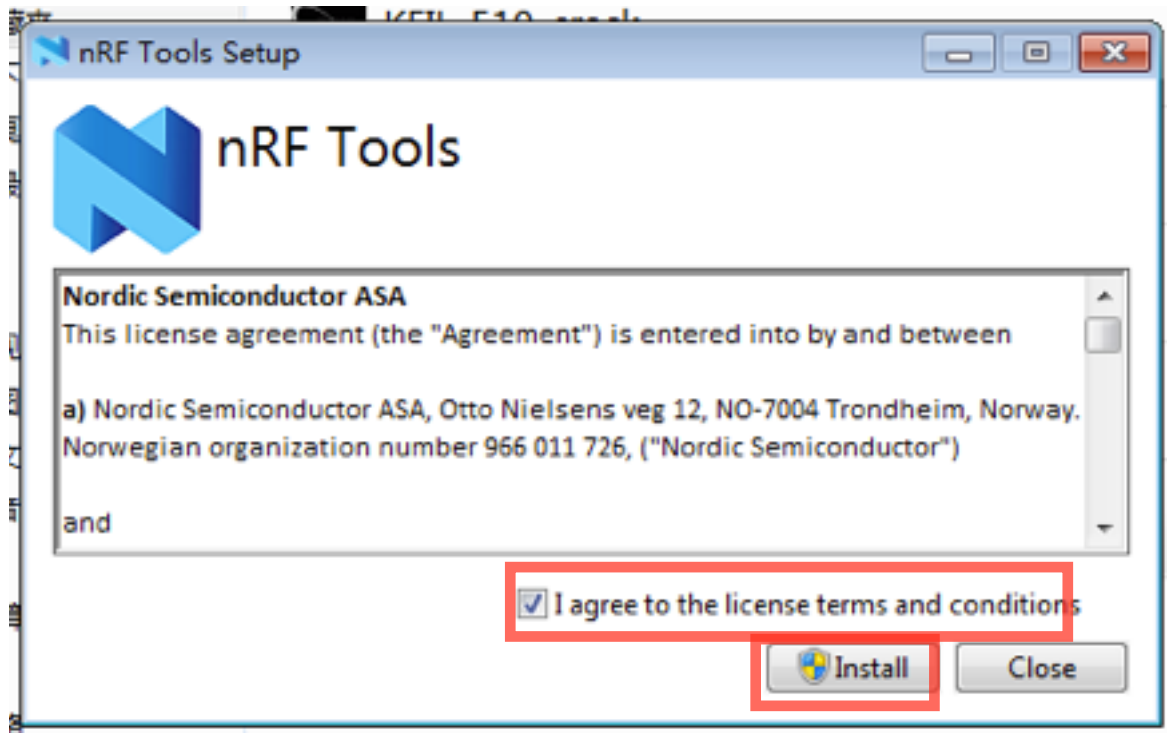 nRF Tools Setup
nRF Tools
Nordic Semiconductor ASA
This license agreement (the "Agreement") is entered into by and between
a) Nordic Semiconductor ASA, Otto Nielsens veg 12, NO-7004 Trondheim, Norway.
Norwegian organization number 966 011 726, ("Nordic Semiconductor")
and
I agree to the license terms and conditions
Install
Close